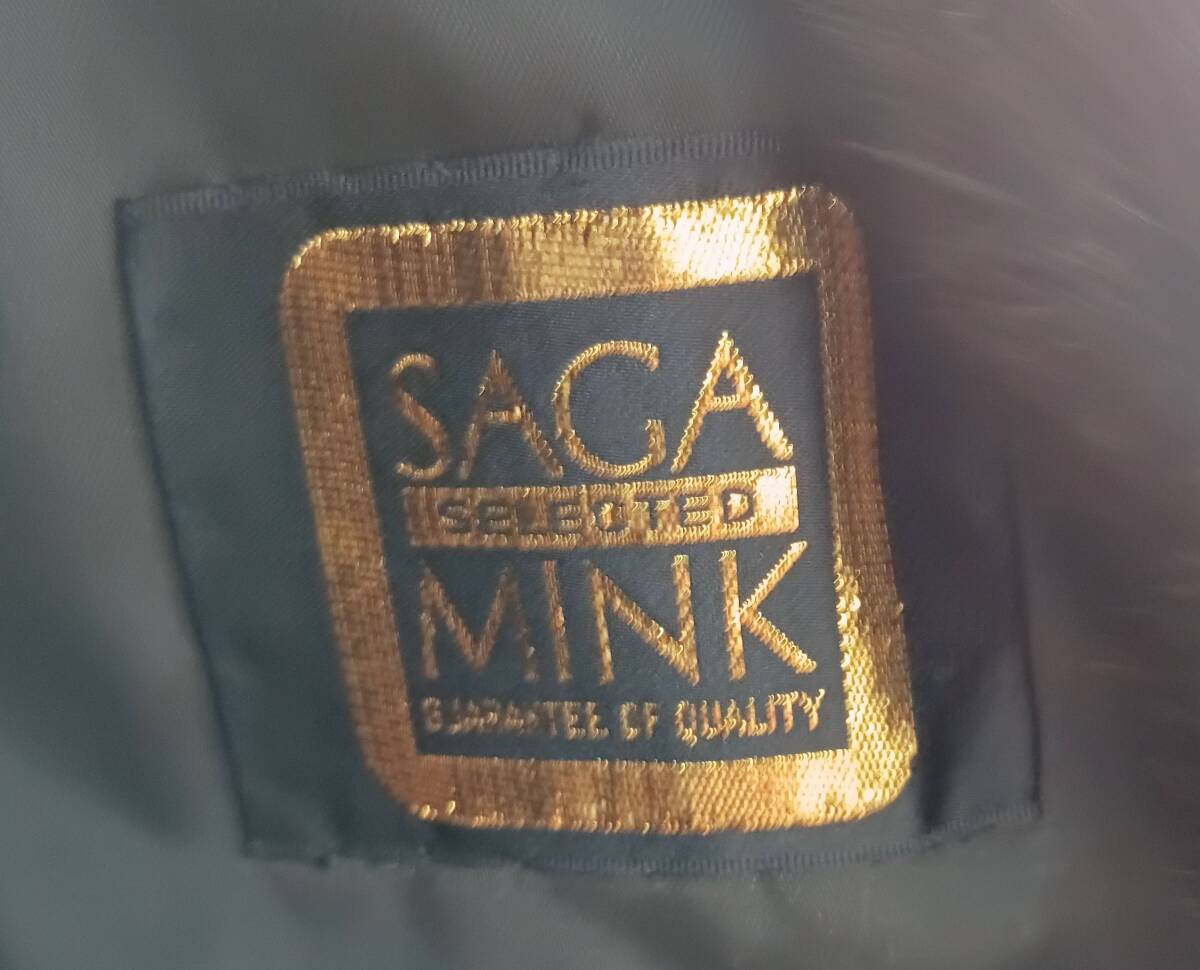 SAGA
SELECTED
MINK
GUARANTEE OF QUALITY